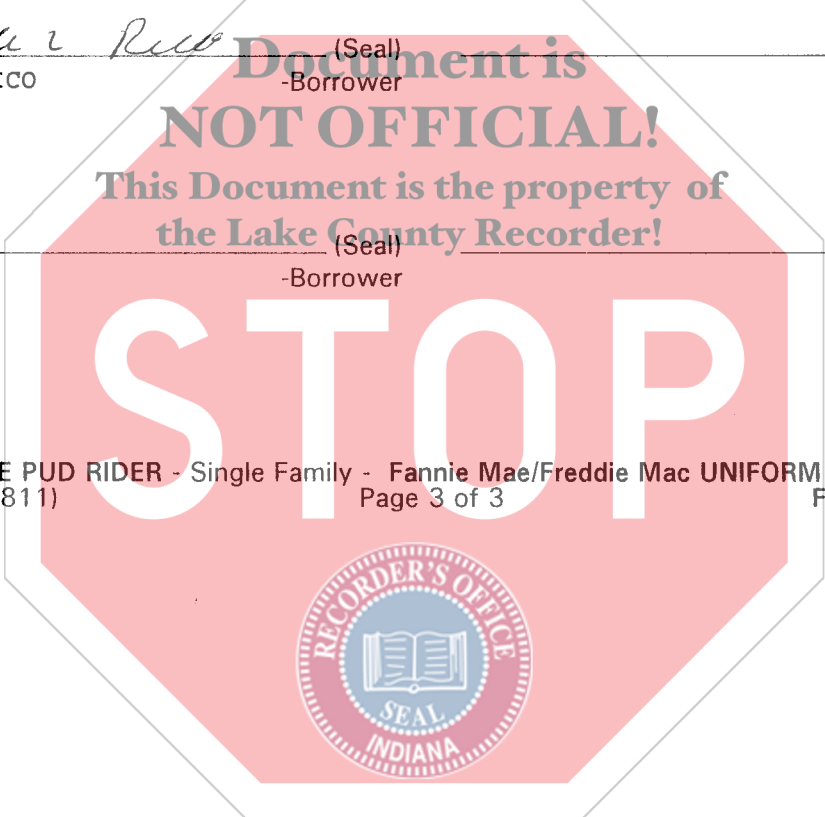 (Seal)
Document is
-Borrower
NOT OFFICIAL!
This Document is the property of
the Lake County Recorder!
(Seal)
-Borrower
STOP
E PUD RIDER - Single Family - Fannie Mae/Freddie Mac UNIFORM
811) Page 3 of 3 F
RECORDER'S OFFICE
SEAL
INDIANA